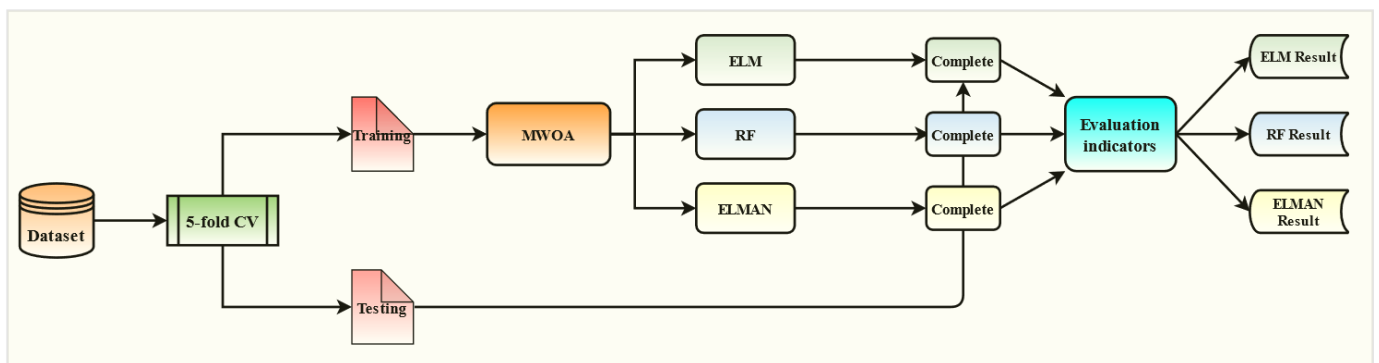 Dataset
5-fold CV
Training
Testing
MWOA
ELM
RF
ELMAN
Complete
Complete
Complete
Evaluation
indicators
ELM Result
RF Result
ELMAN
Result